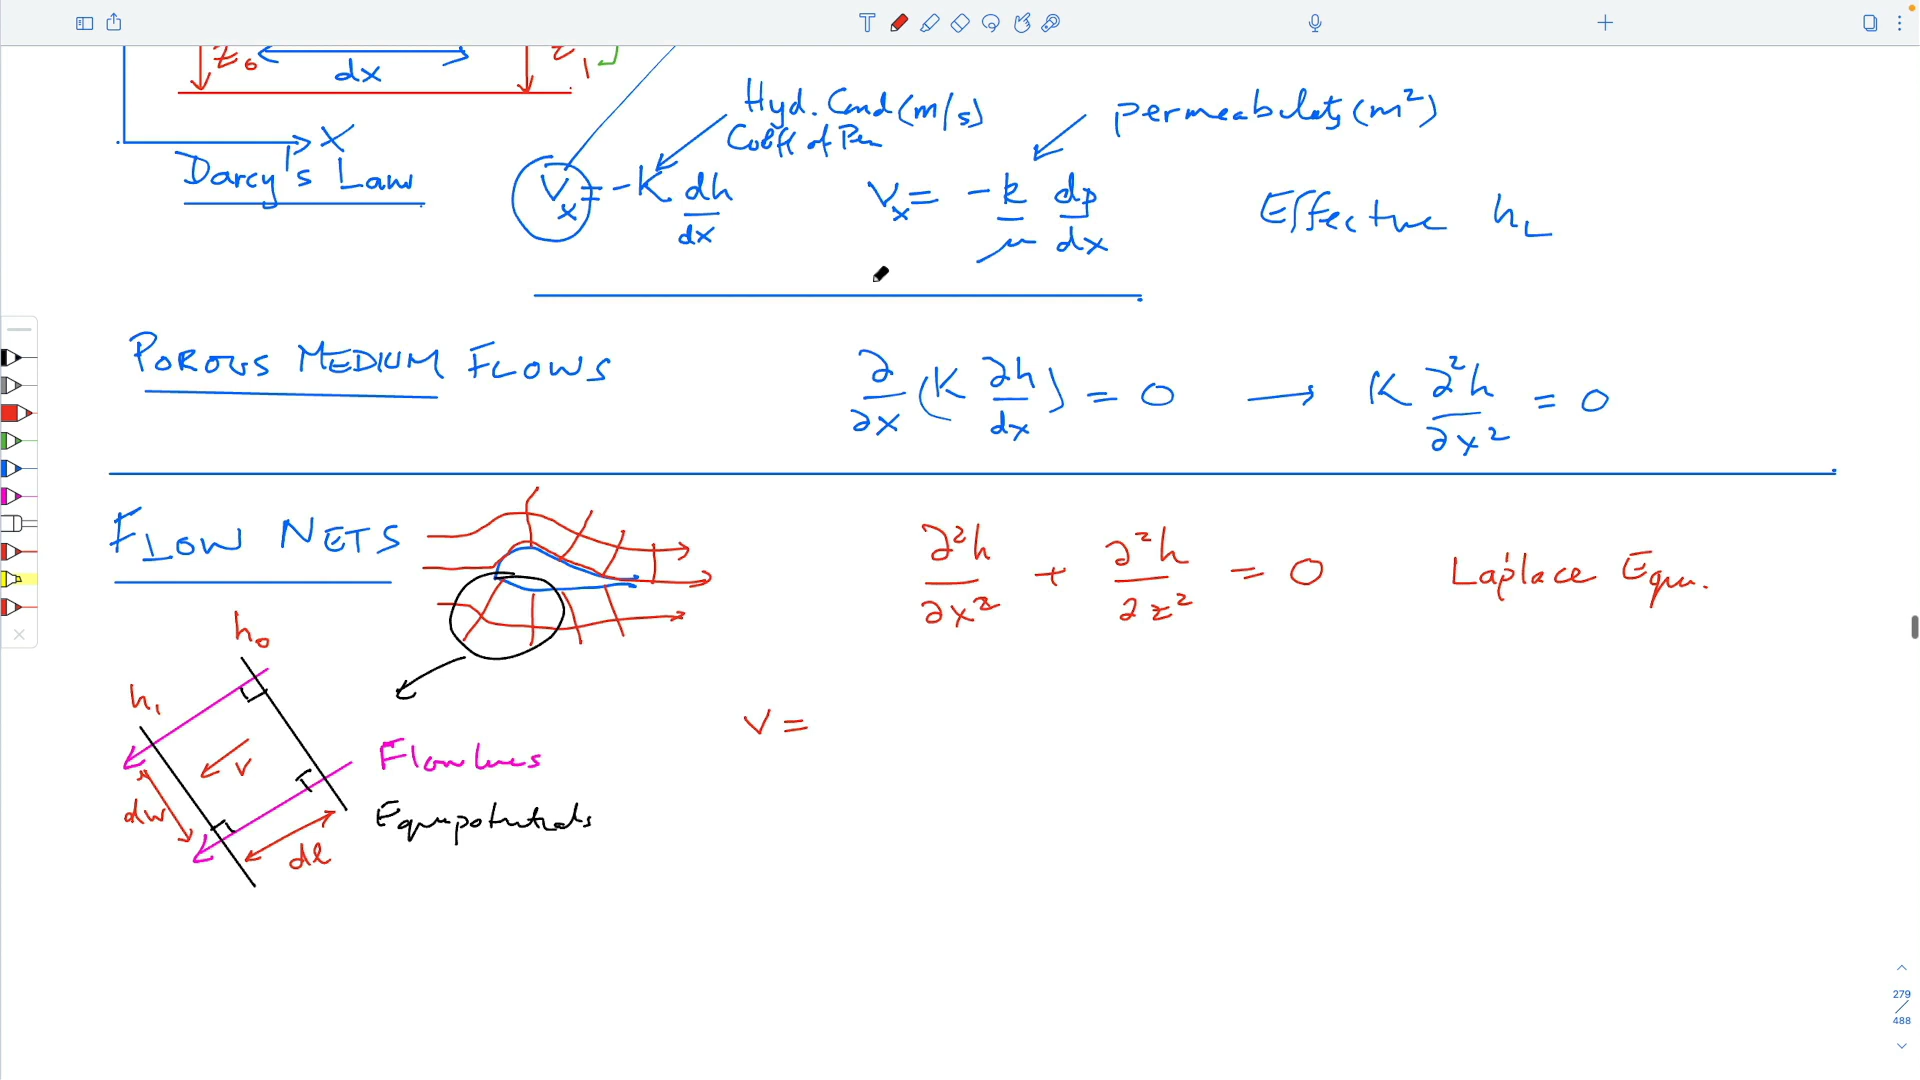 z₀ dx z₁
X
Hyd. Cond (m/s)
Coeff of Per
permeability (m²)
Darcy's Law
Vₓ = -K dh/dx
Vₓ = -k/μ dp/dx
Effective h_L
POROUS MEDIUM FLOWS
∂/∂x (K ∂h/dx) = 0 → K ∂²h/∂x² = 0
FLOW NETS
∂²h/∂x² + ∂²h/∂z² = 0
Laplace Equn.
h₀
h₁
v =
v
Flowlines
Equipotentials
dw
dl
279
488